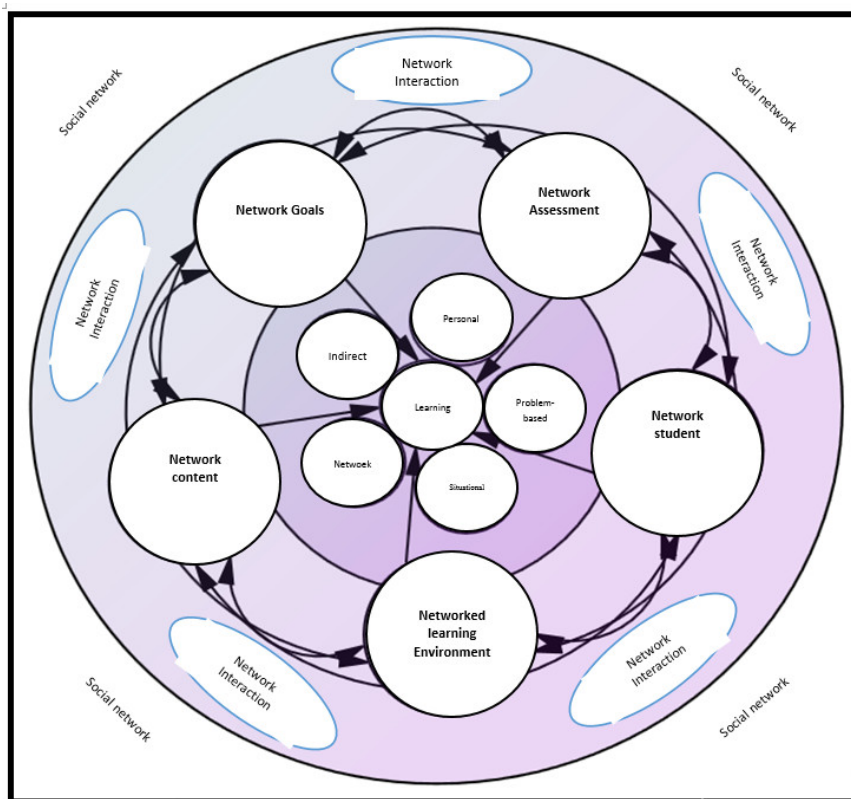 Network
Interaction
Social network
Social network
Network Goals
Network
Assessment
Network
Interaction
Network
Interaction
Personal
Indirect
Learning
Problem-
based
Netwoek
Situational
Network
content
Network
student
Networked
learning
Environment
Network
Interaction
Network
Interaction
Social network
Social network